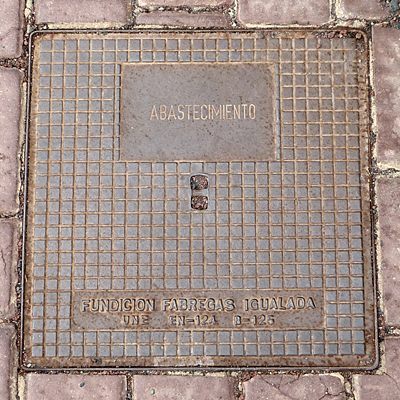 ABASTECIMIENTO
FUNDICION FABREGAS IGUALADA
UNE EN-124 B-125